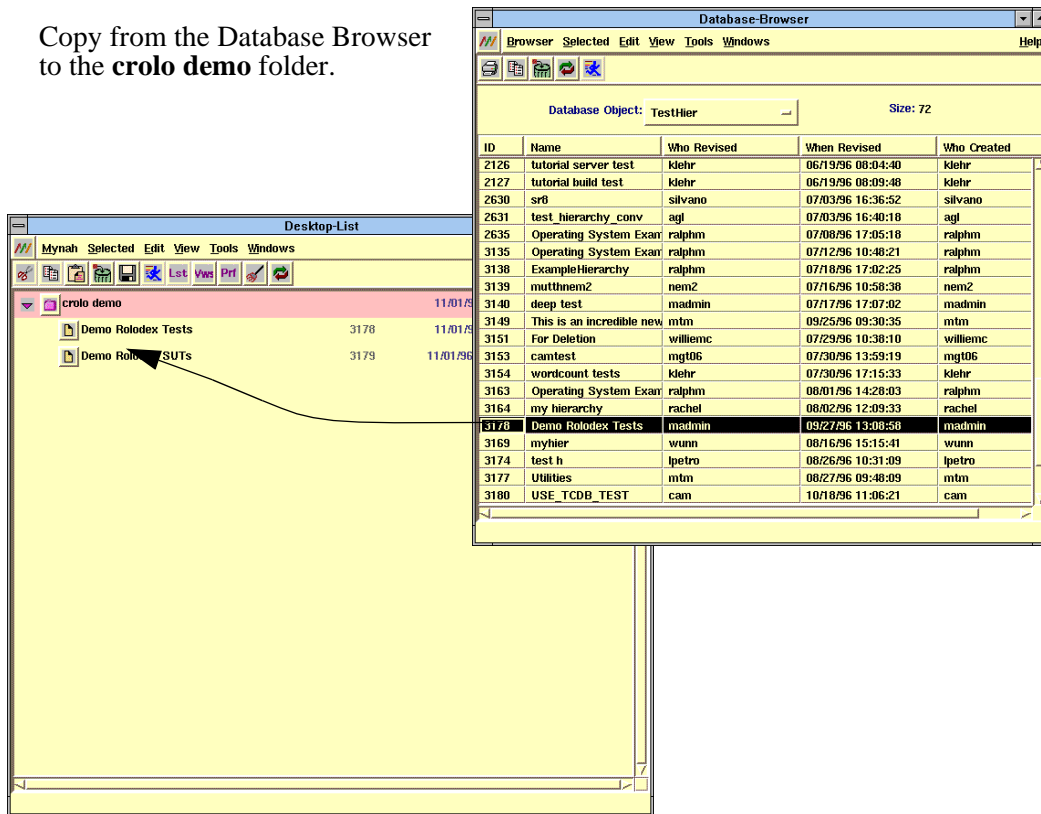 Copy from the Database Browser
to the crolo demo folder.
Database-Browser
Browser Selected Edit View Tools Windows Help
Database Object: TestHier Size: 72
ID Name Who Revised When Revised Who Created
2126 tutorial server test klehr 06/19/96 08:04:40 klehr
2127 tutorial build test klehr 06/19/96 08:09:48 klehr
2630 sr8 silvano 07/03/96 16:36:52 silvano
2631 test_hierarchy_conv agl 07/03/96 16:40:18 agl
2635 Operating System Exam ralphm 07/08/96 17:05:18 ralphm
3135 Operating System Exam ralphm 07/12/96 10:48:21 ralphm
3138 ExampleHierarchy ralphm 07/18/96 17:02:25 ralphm
3139 mutthnem2 nem2 07/16/96 10:58:38 nem2
3140 deep test madmin 07/17/96 17:07:02 madmin
3149 This is an incredible new mtm 09/25/96 09:30:35 mtm
3151 For Deletion williemc 07/29/96 10:38:10 williemc
3153 camtest mgt06 07/30/96 13:59:19 mgt06
3154 wordcount tests klehr 07/30/96 17:15:33 klehr
3163 Operating System Exam ralphm 08/01/96 14:28:03 ralphm
3164 my hierarchy rachel 08/02/96 12:09:33 rachel
3178 Demo Rolodex Tests madmin 09/27/96 13:08:58 madmin
3169 myhier wunn 08/16/96 15:15:41 wunn
3174 test h lpetro 08/26/96 10:31:09 lpetro
3177 Utilities mtm 08/27/96 09:48:09 mtm
3180 USE_TCDB_TEST cam 10/18/96 11:06:21 cam
Desktop-List
Mynah Selected Edit View Tools Windows
Lst Vws Prf
crolo demo 11/01/9
Demo Rolodex Tests 3178 11/01/9
Demo Rolodex SUTs 3179 11/01/96